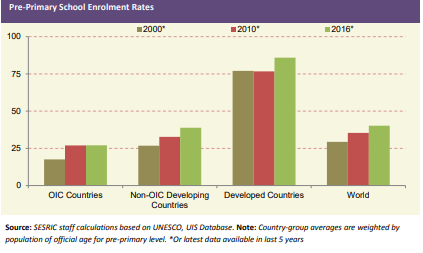 Pre-Primary School Enrolment Rates
2000* 2010* 2016*
100
75
50
25
0
OIC Countries Non-OIC Developing Developed Countries World
Countries
Source: SESRIC staff calculations based on UNESCO, UIS Database. Note: Country-group averages are weighted by
population of official age for pre-primary level. *Or latest data available in last 5 years